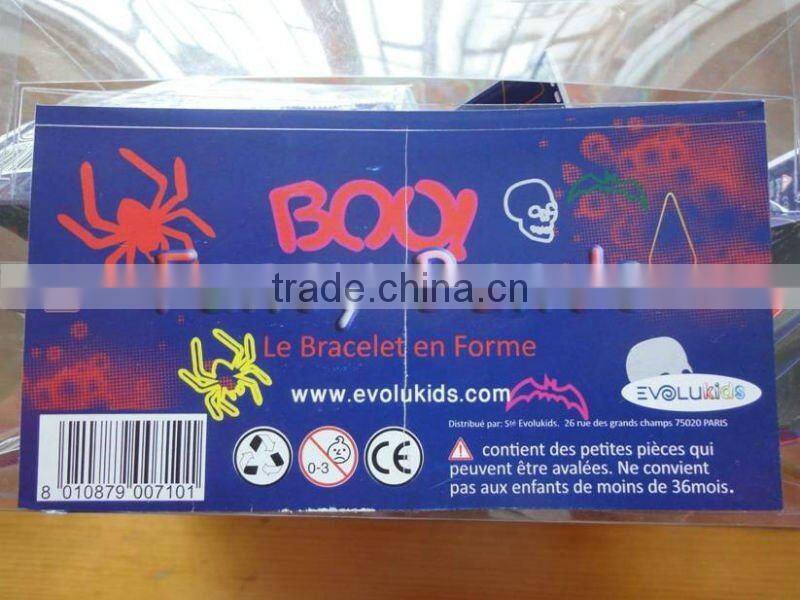 BOO!
trade.china.cn
Le Bracelet en Forme
www.evolukids.com
EVOLUkids
Distribué par: Sté Evolukids. 26 rue des grands champs 75020 PARIS
contient des petites pièces qui
peuvent être avalées. Ne convient
pas aux enfants de moins de 36mois.
0-3
CE
8 010879 007101